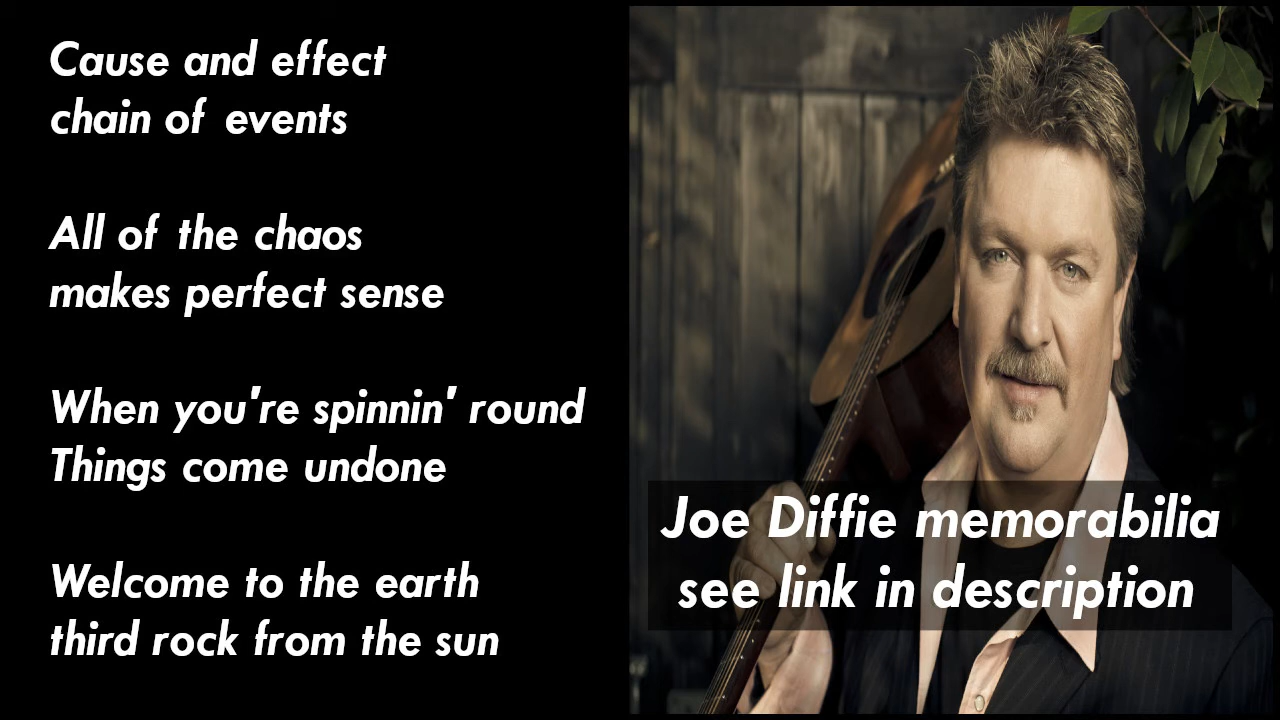 Cause and effect
chain of events
All of the chaos
makes perfect sense
When you're spinnin' round
Things come undone
Welcome to the earth
third rock from the sun
Joe Diffie memorabilia
see link in description